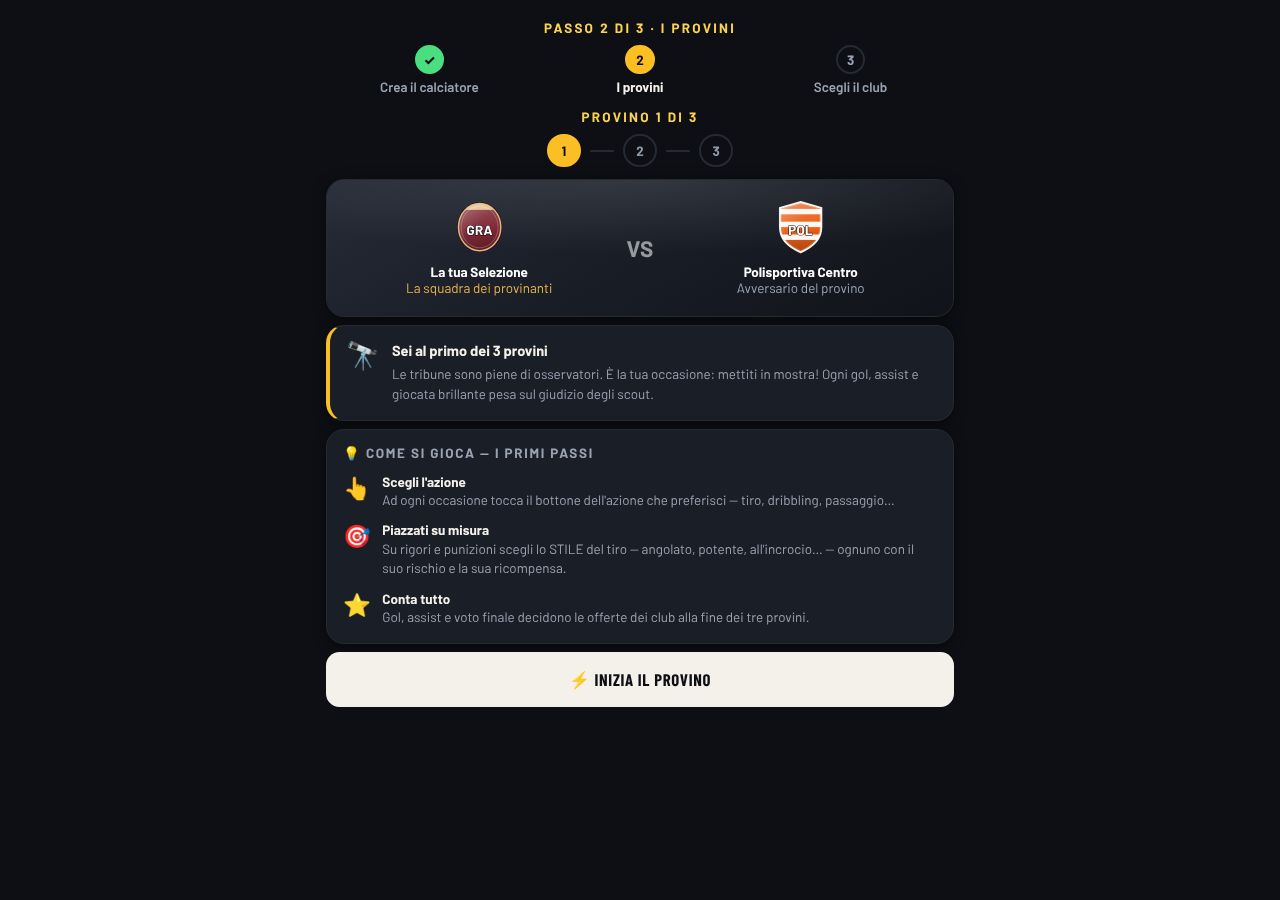 PASSO 2 DI 3 · I PROVINI
✓ 2 3
Crea il calciatore I provini Scegli il club
PROVINO 1 DI 3
1 2 3
GRA VS POL
La tua Selezione Polisportiva Centro
La squadra dei provinanti Avversario del provino
Sei al primo dei 3 provini
Le tribune sono piene di osservatori. È la tua occasione: mettiti in mostra! Ogni gol, assist e
giocata brillante pesa sul giudizio degli scout.
💡 COME SI GIOCA — I PRIMI PASSI
Scegli l'azione
Ad ogni occasione tocca il bottone dell'azione che preferisci — tiro, dribbling, passaggio…
Piazzati su misura
Su rigori e punizioni scegli lo STILE del tiro — angolato, potente, all'incrocio… — ognuno con il
suo rischio e la sua ricompensa.
Conta tutto
Gol, assist e voto finale decidono le offerte dei club alla fine dei tre provini.
⚡ INIZIA IL PROVINO